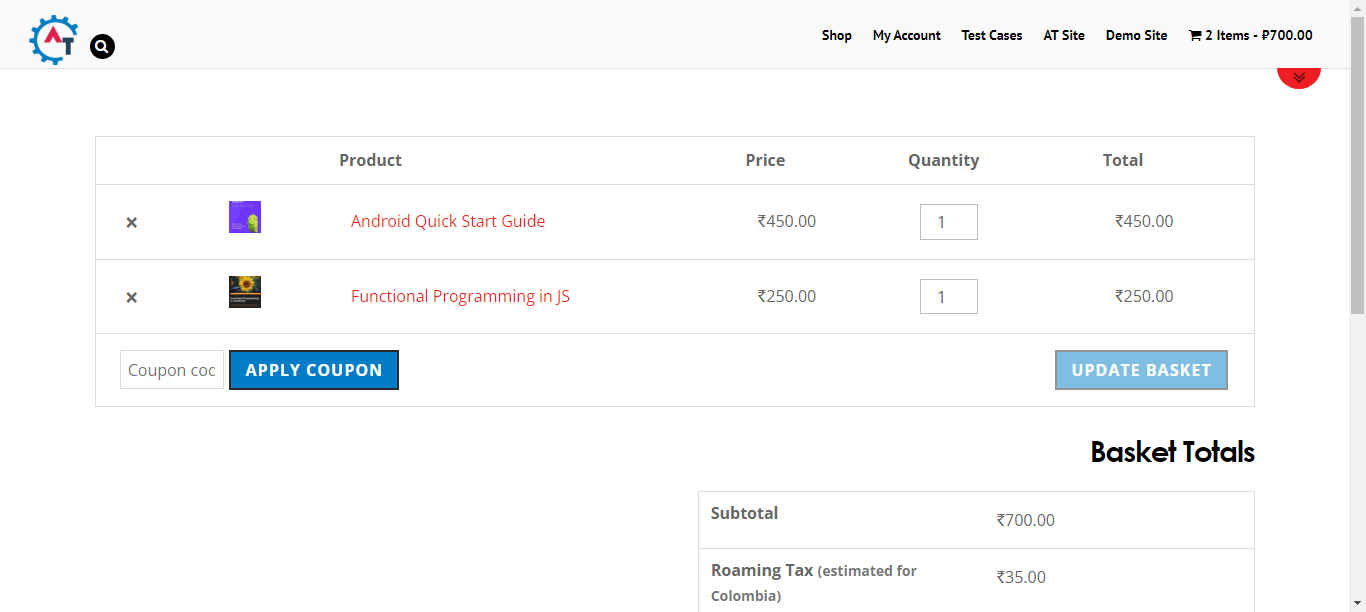 AT
Shop My Account Test Cases AT Site Demo Site 2 Items - ₽700.00
Product Price Quantity Total
× Android Quick Start Guide ₹450.00 1 ₹450.00
× Functional Programming in JS ₹250.00 1 ₹250.00
Coupon coc APPLY COUPON UPDATE BASKET
Basket Totals
Subtotal ₹700.00
Roaming Tax (estimated for Colombia) ₹35.00